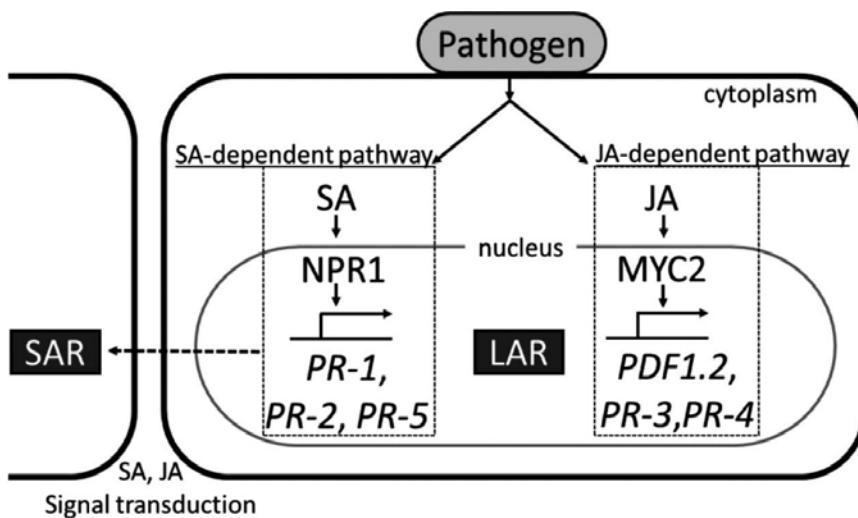 Pathogen
cytoplasm
SA-dependent pathway
JA-dependent pathway
SA
JA
nucleus
NPR1
MYC2
SAR
LAR
PR-1,
PR-2, PR-5
PDF1.2,
PR-3,PR-4
SA, JA
Signal transduction